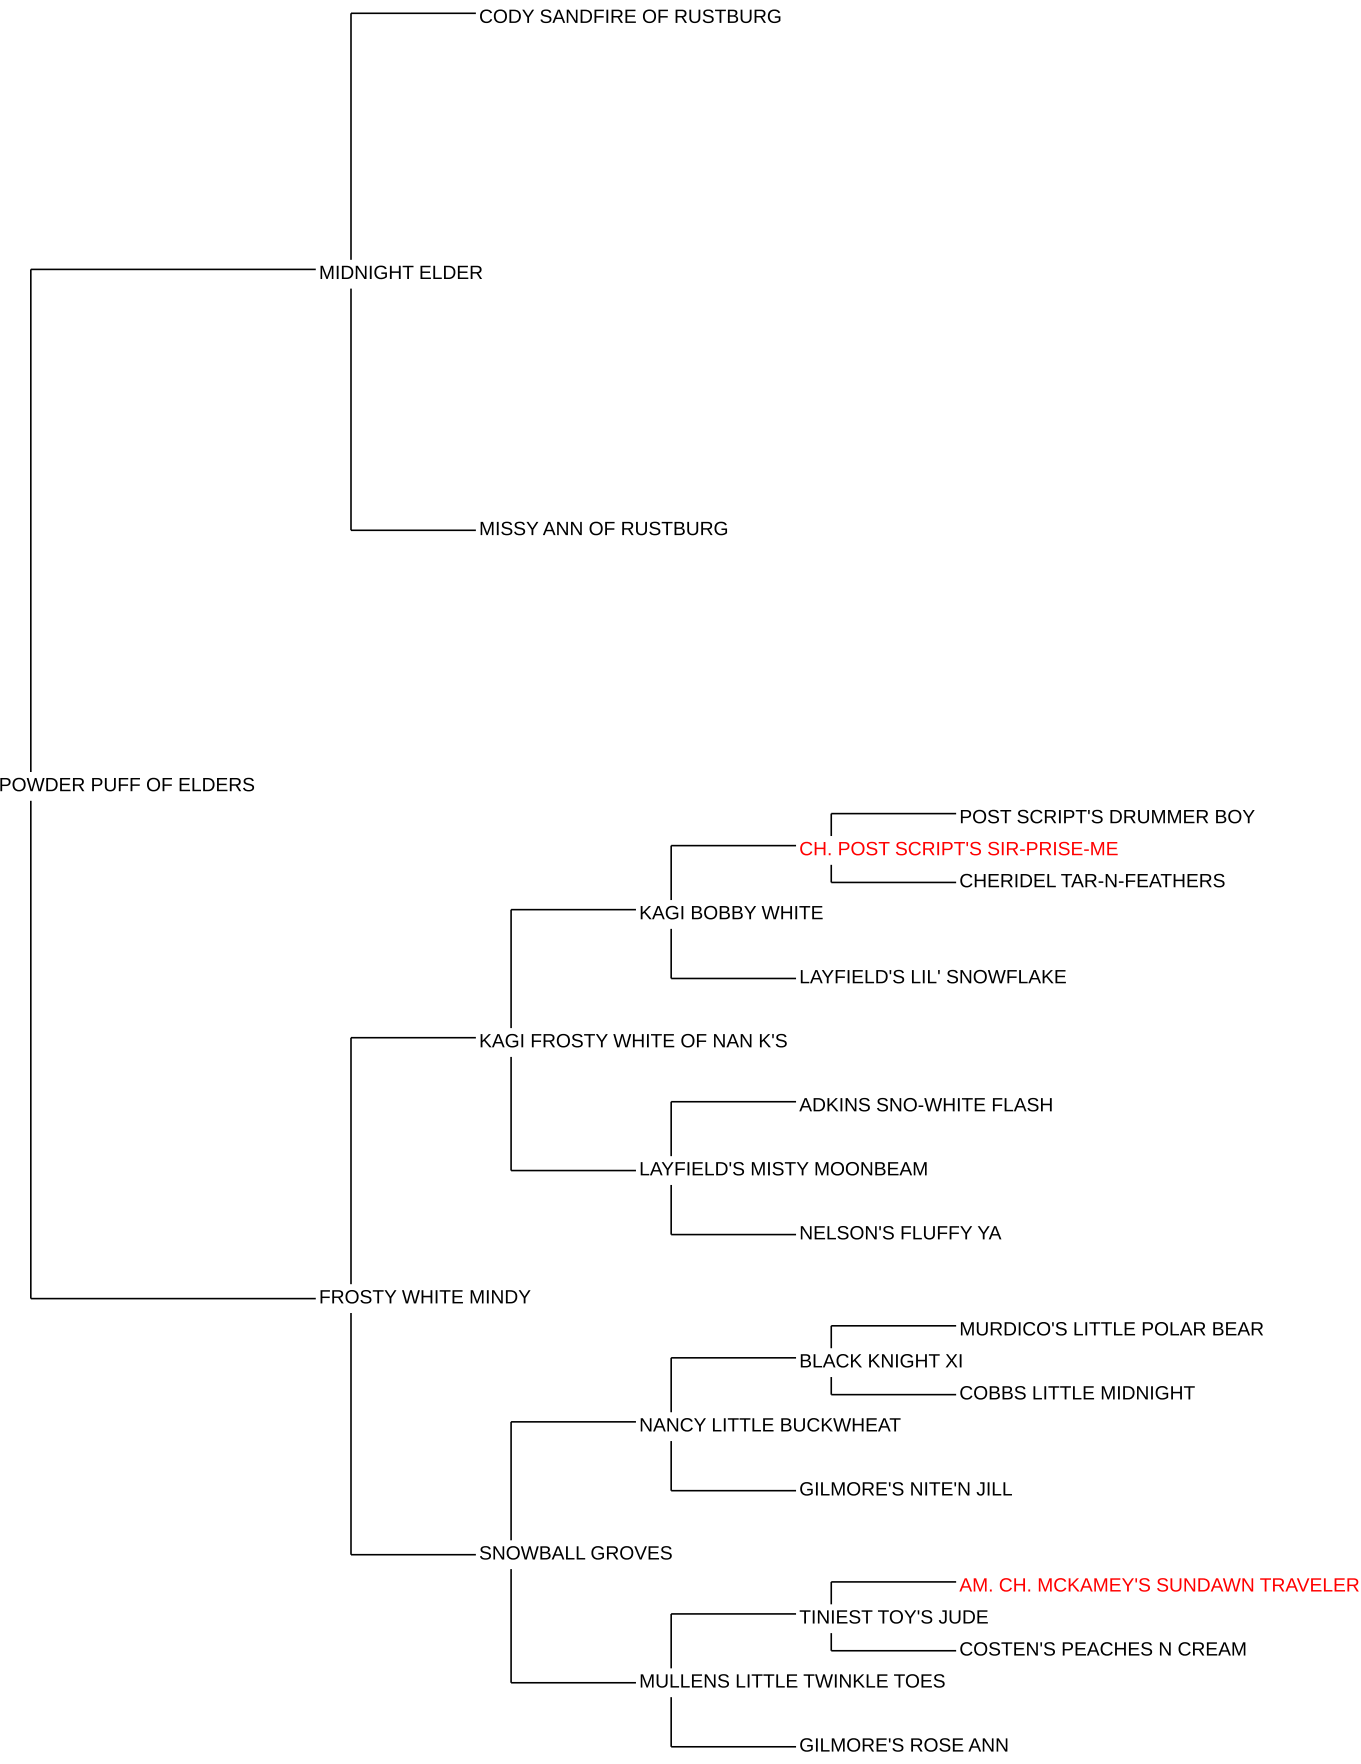 CODY SANDFIRE OF RUSTBURG
MIDNIGHT ELDER
MISSY ANN OF RUSTBURG
POWDER PUFF OF ELDERS
POST SCRIPT'S DRUMMER BOY
CH. POST SCRIPT'S SIR-PRISE-ME
CHERIDEL TAR-N-FEATHERS
KAGI BOBBY WHITE
LAYFIELD'S LIL' SNOWFLAKE
KAGI FROSTY WHITE OF NAN K'S
ADKINS SNO-WHITE FLASH
LAYFIELD'S MISTY MOONBEAM
NELSON'S FLUFFY YA
FROSTY WHITE MINDY
MURDICO'S LITTLE POLAR BEAR
BLACK KNIGHT XI
COBBS LITTLE MIDNIGHT
NANCY LITTLE BUCKWHEAT
GILMORE'S NITE'N JILL
SNOWBALL GROVES
AM. CH. MCKAMEY'S SUNDAWN TRAVELER
TINIEST TOY'S JUDE
COSTEN'S PEACHES N CREAM
MULLENS LITTLE TWINKLE TOES
GILMORE'S ROSE ANN